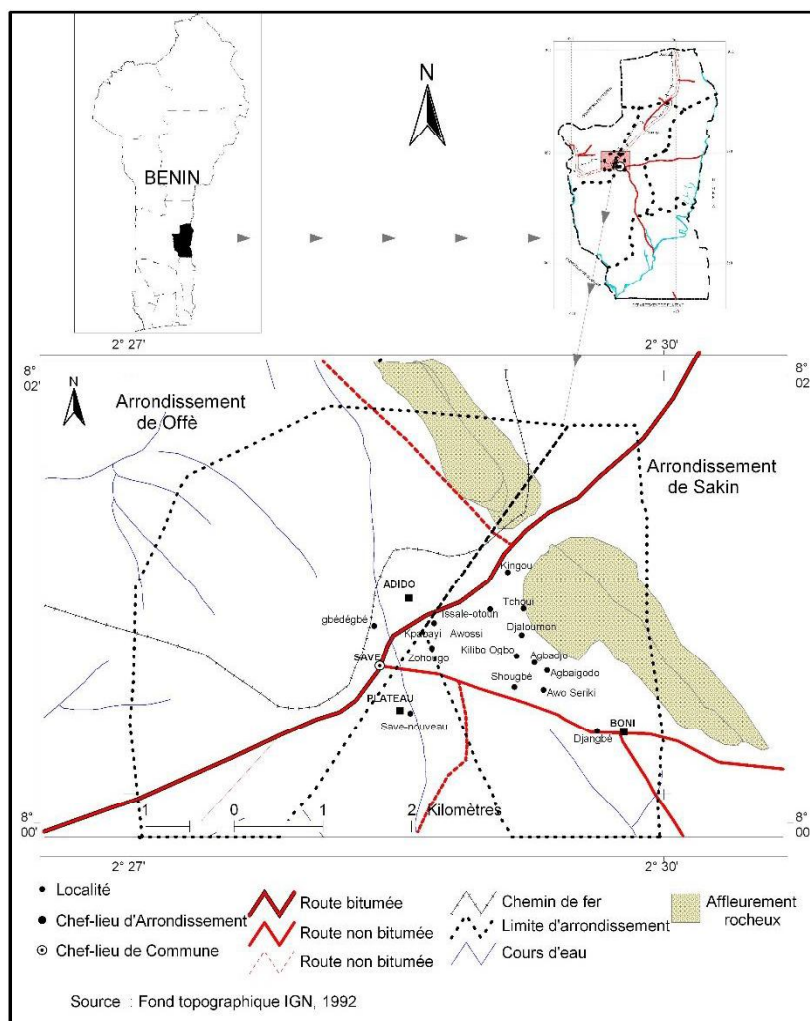 BENIN
N
2° 27'
2° 30'
8°
02'
8°
02'
N
Arrondissement
de Offè
Arrondissement
de Sakin
Kingou
ADIDO
Tchoui
Issale-otoun
gbédégbé
Kpabayi
Awossi
Djaloumon
Kilibo Ogbo
SAVE
Zohougo
Agbadjo
Agbaigodo
Shougbé
Awo Seriki
PLATEAU
Save-nouveau
BONI
Djangbé
8°
00'
1 0 1 2 Kilomètres
8°
00'
2° 27'
2° 30'
Localité
Chef-lieu d'Arrondissement
Chef-lieu de Commune
Route bitumée
Route non bitumée
Route non bitumée
Chemin de fer
Limite d'arrondissement
Cours d'eau
Affleurement
rocheux
Source : Fond topographique IGN, 1992